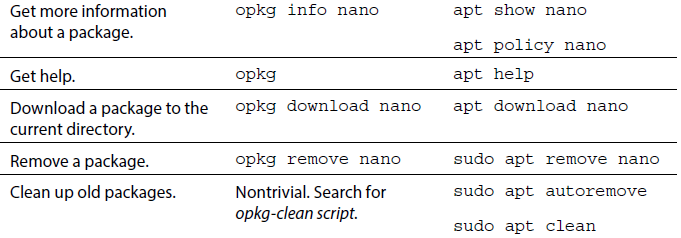 Get more information opkg info nano apt show nano
about a package.
apt policy nano
Get help. opkg apt help
Download a package to the opkg download nano apt download nano
current directory.
Remove a package. opkg remove nano sudo apt remove nano
Clean up old packages. Nontrivial. Search for sudo apt autoremove
opkg-clean script.
sudo apt clean